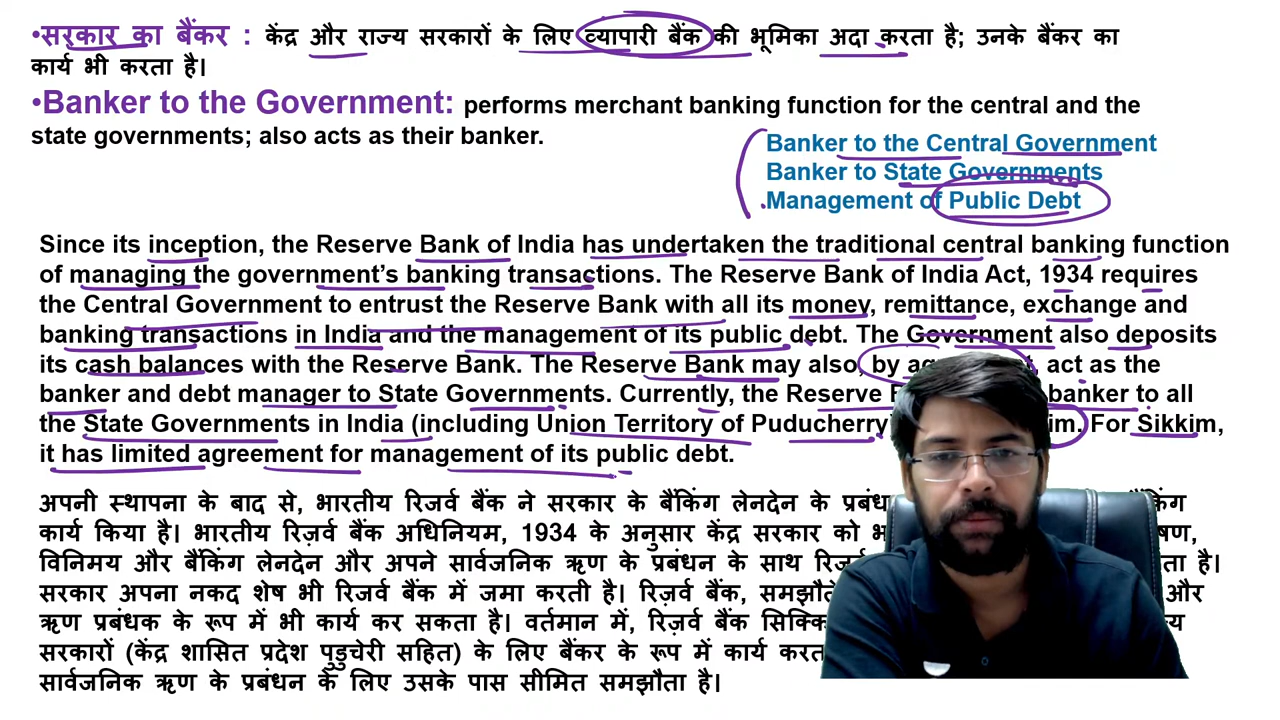 •सरकार का बैंकर : केंद्र और राज्य सरकारों के लिए व्यापारी बैंक की भूमिका अदा करता है; उनके बैंकर का
कार्य भी करता है।
•Banker to the Government: performs merchant banking function for the central and the
state governments; also acts as their banker.
Banker to the Central Government
Banker to State Governments
Management of Public Debt
Since its inception, the Reserve Bank of India has undertaken the traditional central banking function
of managing the government's banking transactions. The Reserve Bank of India Act, 1934 requires
the Central Government to entrust the Reserve Bank with all its money, remittance, exchange and
banking transactions in India and the management of its public debt. The Government also deposits
its cash balances with the Reserve Bank. The Reserve Bank may also, by act as the
banker and debt manager to State Governments. Currently, the Reserve banker to all
the State Governments in India (including Union Territory of Puducherry For Sikkim,
it has limited agreement for management of its public debt.
अपनी स्थापना के बाद से, भारतीय रिजर्व बैंक ने सरकार के बैंकिंग लेनदेन के
कार्य किया है। भारतीय रिज़र्व बैंक अधिनियम, 1934 के अनुसार केंद्र सरकार को
विनिमय और बैंकिंग लेनदेन और अपने सार्वजनिक ऋण के प्रबंधन के साथ है।
सरकार अपना नकद शेष भी रिजर्व बैंक में जमा करती है। रिज़र्व बैंक, और
ऋण प्रबंधक के रूप में भी कार्य कर सकता है। वर्तमान में, रिज़र्व बैंक
सरकारों (केंद्र शासित प्रदेश पुडुचेरी सहित) के लिए बैंकर के रूप में कार्य
सार्वजनिक ऋण के प्रबंधन के लिए उसके पास सीमित समझौता है।